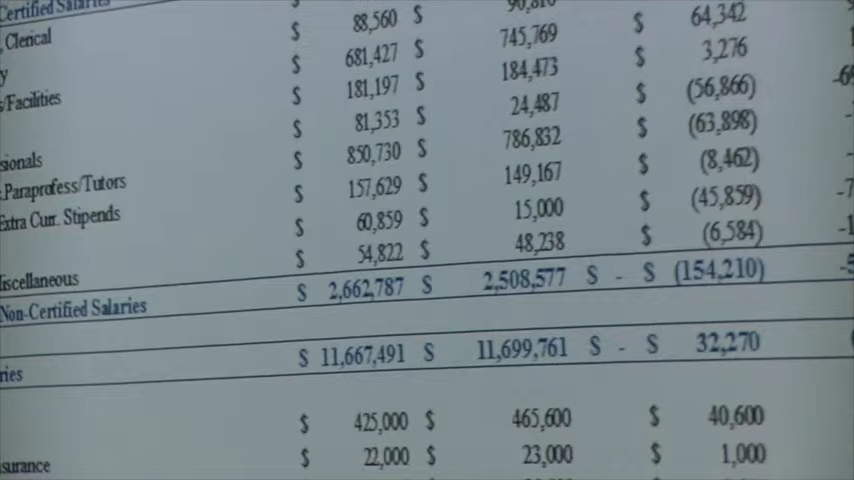 Certified Salaries
, Clerical $ 88,560 $ 90,810
y $ 681,427 $ 745,769 $ 64,342
s/Facilities $ 181,197 $ 184,473 $ 3,276
$ 81,353 $ 24,487 $ (56,866)
sionals $ 850,730 $ 786,832 $ (63,898)
Paraprofess/Tutors $ 157,629 $ 149,167 $ (8,462)
Extra Curr. Stipends $ 60,859 $ 15,000 $ (45,859)
iscellaneous $ 54,822 $ 48,238 $ (6,584)
Non-Certified Salaries $ 2,662,787 $ 2,508,577 $ - $ (154,210)
ries $ 11,667,491 $ 11,699,761 $ - $ 32,270
$ 425,000 $ 465,600 $ 40,600
surance $ 22,000 $ 23,000 $ 1,000